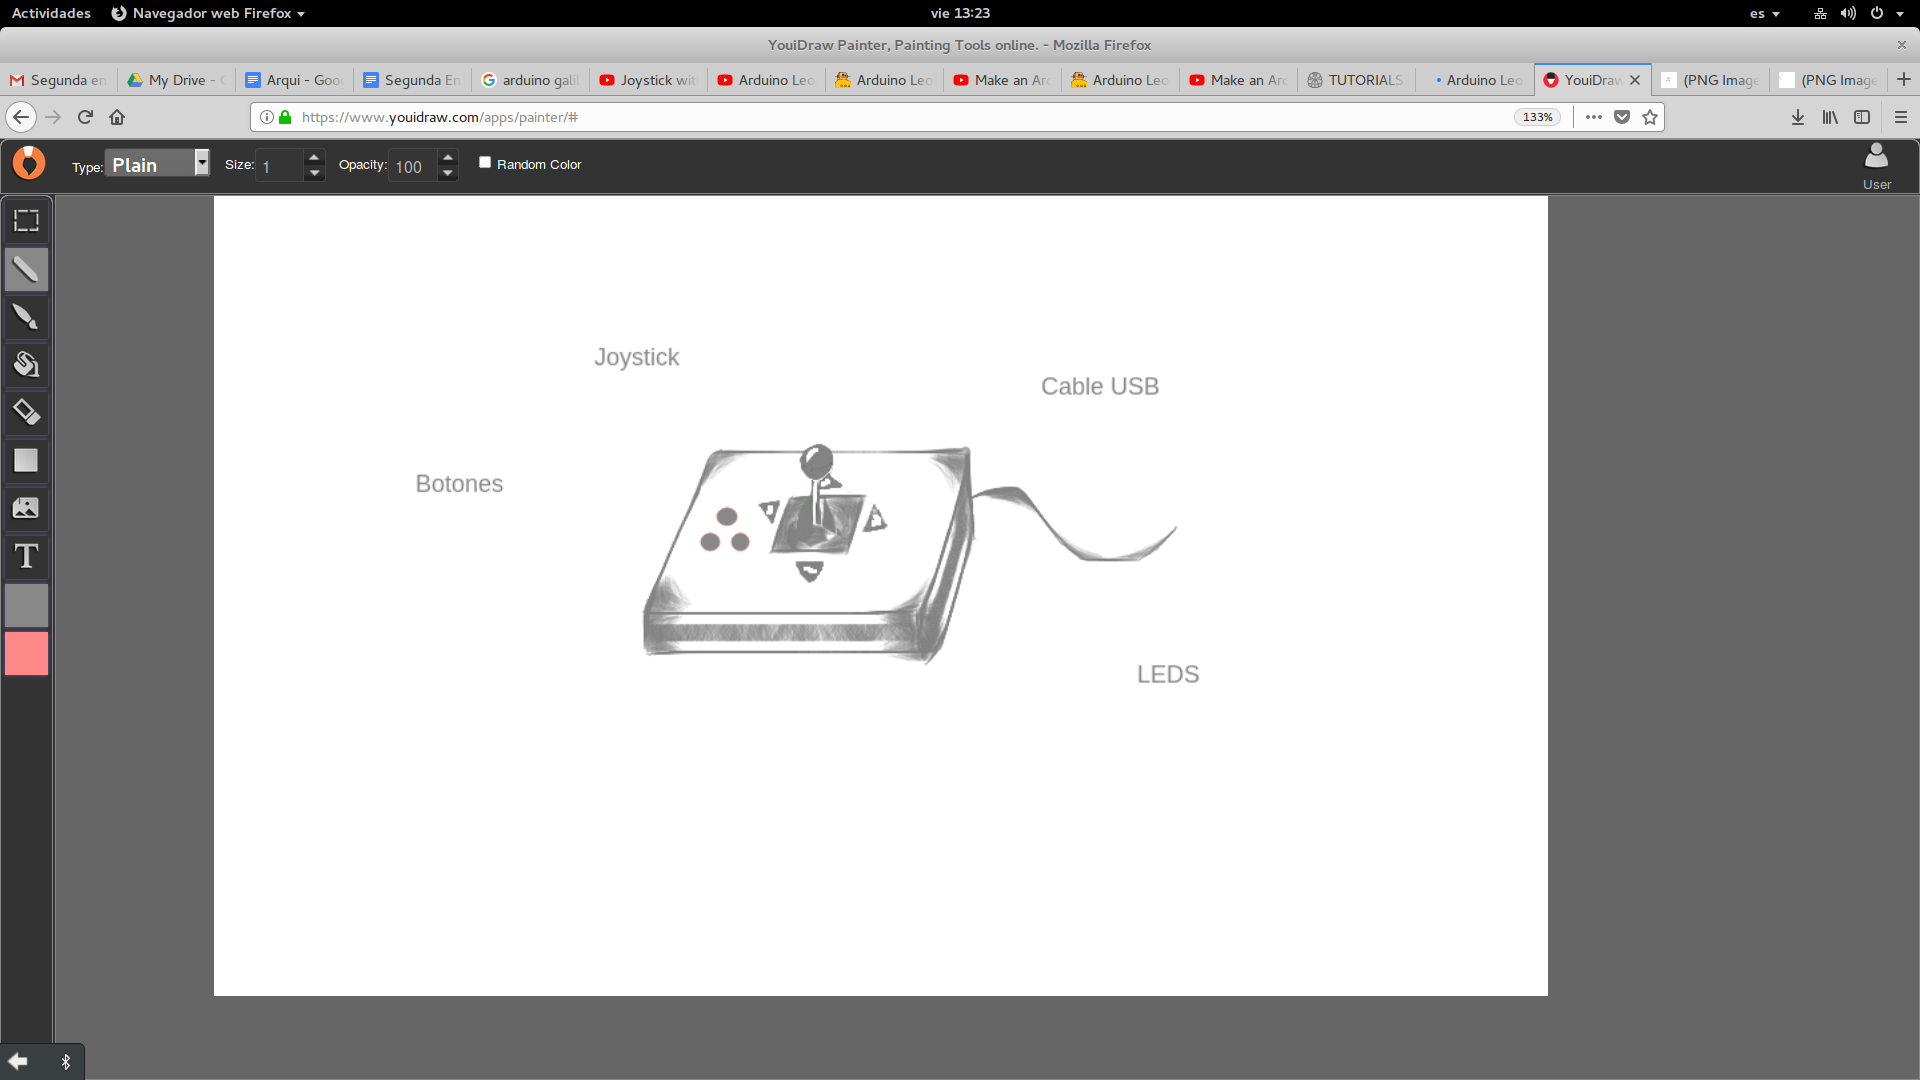 Actividades Navegador web Firefox vie 13:23 es
YouiDraw Painter, Painting Tools online. - Mozilla Firefox
Segunda en My Drive - Arqui - Goo Segunda En arduino gali Joystick wit Arduino Leo Arduino Leo Make an Ar Arduino Leo Make an Ar TUTORIALS Arduino Leo YouiDraw (PNG Image (PNG Image
https://www.youidraw.com/apps/painter/# 133%
Type: Plain Size: 1 Opacity: 100 Random Color
User
Joystick
Cable USB
Botones
LEDS
T